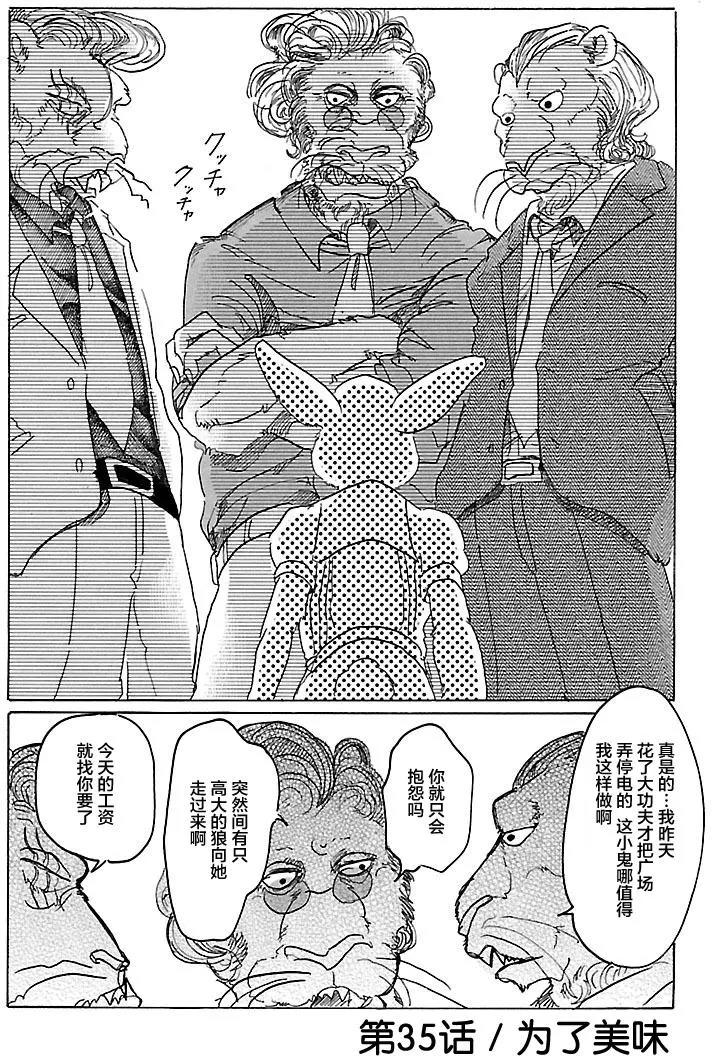 クッチャ
クッチャ
真是的…我昨天
花了大功夫才把广场
弄停电的 这小鬼哪值得
我这样做啊
你就只会
抱怨吗
突然间有只
高大的狼向她
走过来啊
今天的工资
就找你要了
第35话 / 为了美味